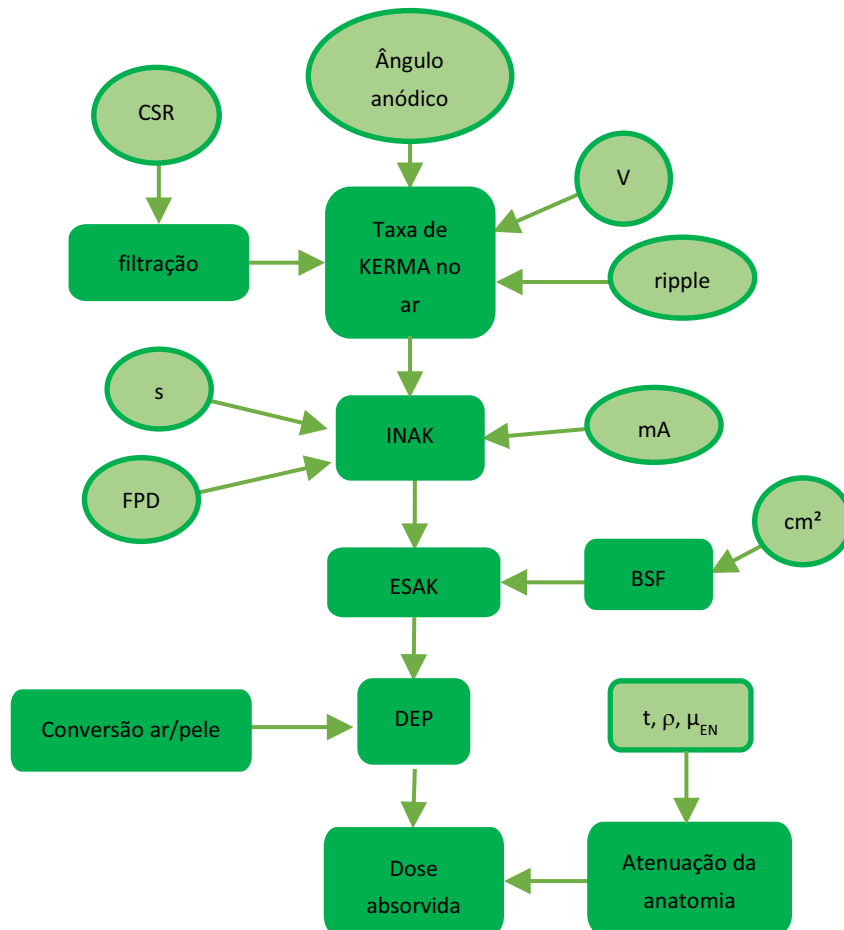 Ângulo
anódico
CSR
V
Taxa de
KERMA no
ar
filtração
ripple
s
INAK
mA
FPD
cm²
BSF
ESAK
DEP
Conversão ar/pele
t, ρ, μEN
Dose
absorvida
Atenuação da
anatomia